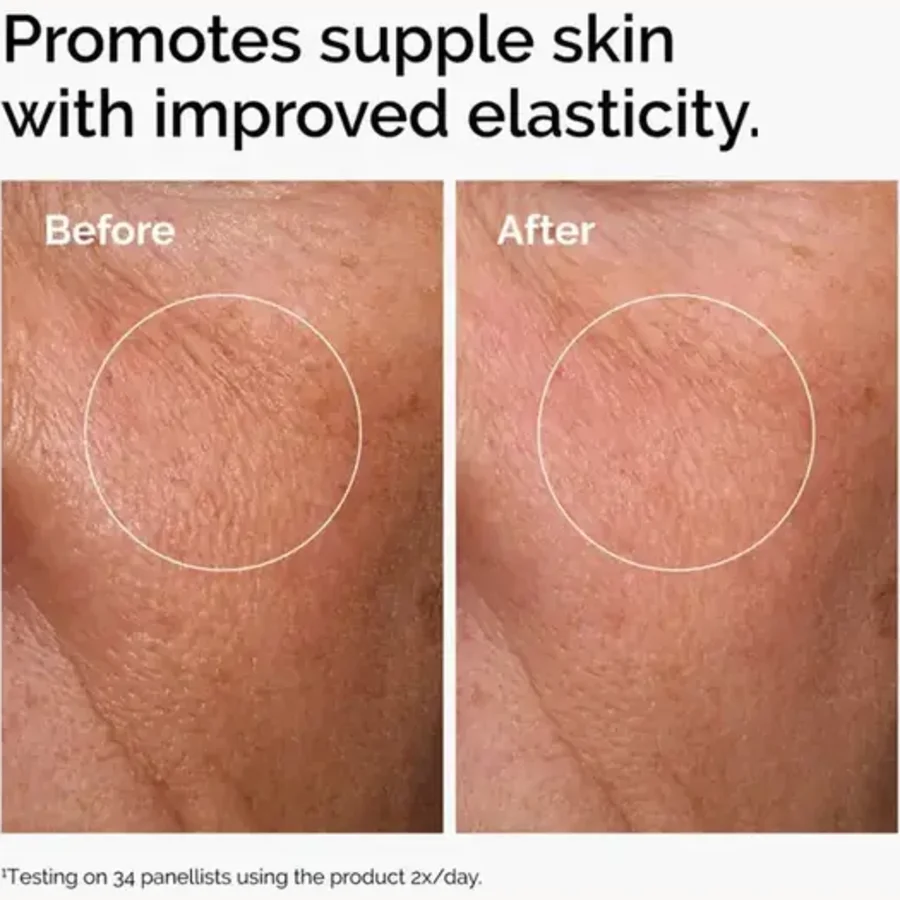 Promotes supple skin
with improved elasticity.
Before
After
¹Testing on 34 panellists using the product 2x/day.